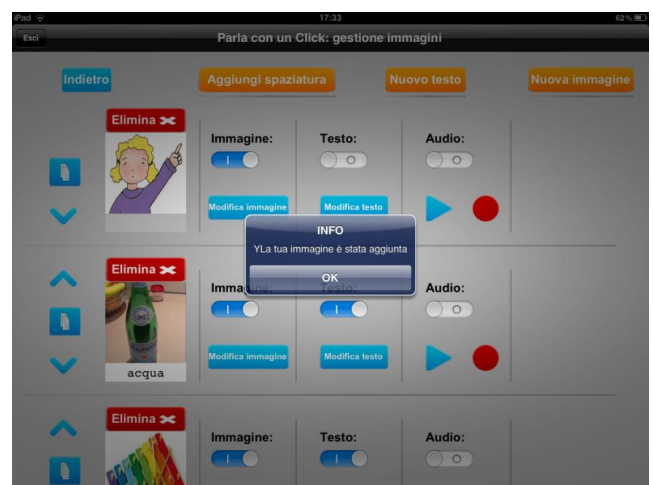 iPad 17:33 62%
Esci Parla con un Click: gestione immagini
Indietro Aggiungi spaziatura Nuovo testo Nuova immagine
Elimina
Immagine: Testo: Audio:
Modifica immagine Modifica testo
INFO
YLa tua immagine è stata aggiunta
OK
Elimina
Immagine: Testo: Audio:
Modifica immagine Modifica testo
acqua
Elimina
Immagine: Testo: Audio: